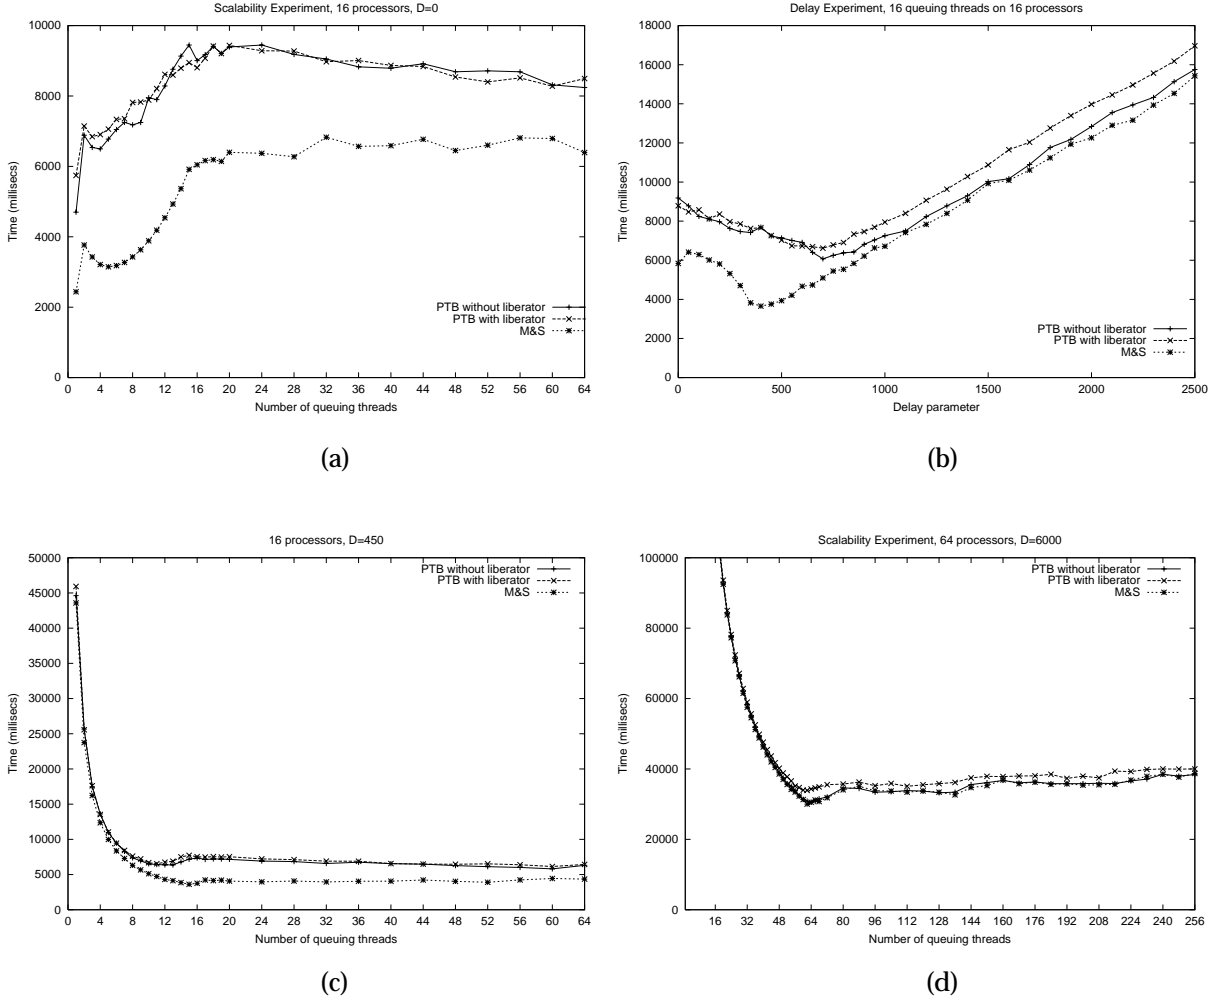 Scalability Experiment, 16 processors, D=0
10000
8000
6000
4000
2000
0
Time (millisecs)
PTB without liberator
PTB with liberator
M&S
0 4 8 12 16 20 24 28 32 36 40 44 48 52 56 60 64
Number of queuing threads
(a)
Delay Experiment, 16 queuing threads on 16 processors
18000
16000
14000
12000
10000
8000
6000
4000
2000
0
Time (millisecs)
PTB without liberator
PTB with liberator
M&S
0 500 1000 1500 2000 2500
Delay parameter
(b)
16 processors, D=450
50000
45000
40000
35000
30000
25000
20000
15000
10000
5000
0
Time (millisecs)
PTB without liberator
PTB with liberator
M&S
0 4 8 12 16 20 24 28 32 36 40 44 48 52 56 60 64
Number of queuing threads
(c)
Scalability Experiment, 64 processors, D=6000
100000
80000
60000
40000
20000
0
Time (millisecs)
PTB without liberator
PTB with liberator
M&S
16 32 48 64 80 96 112 128 144 160 176 192 208 224 240 256
Number of queuing threads
(d)